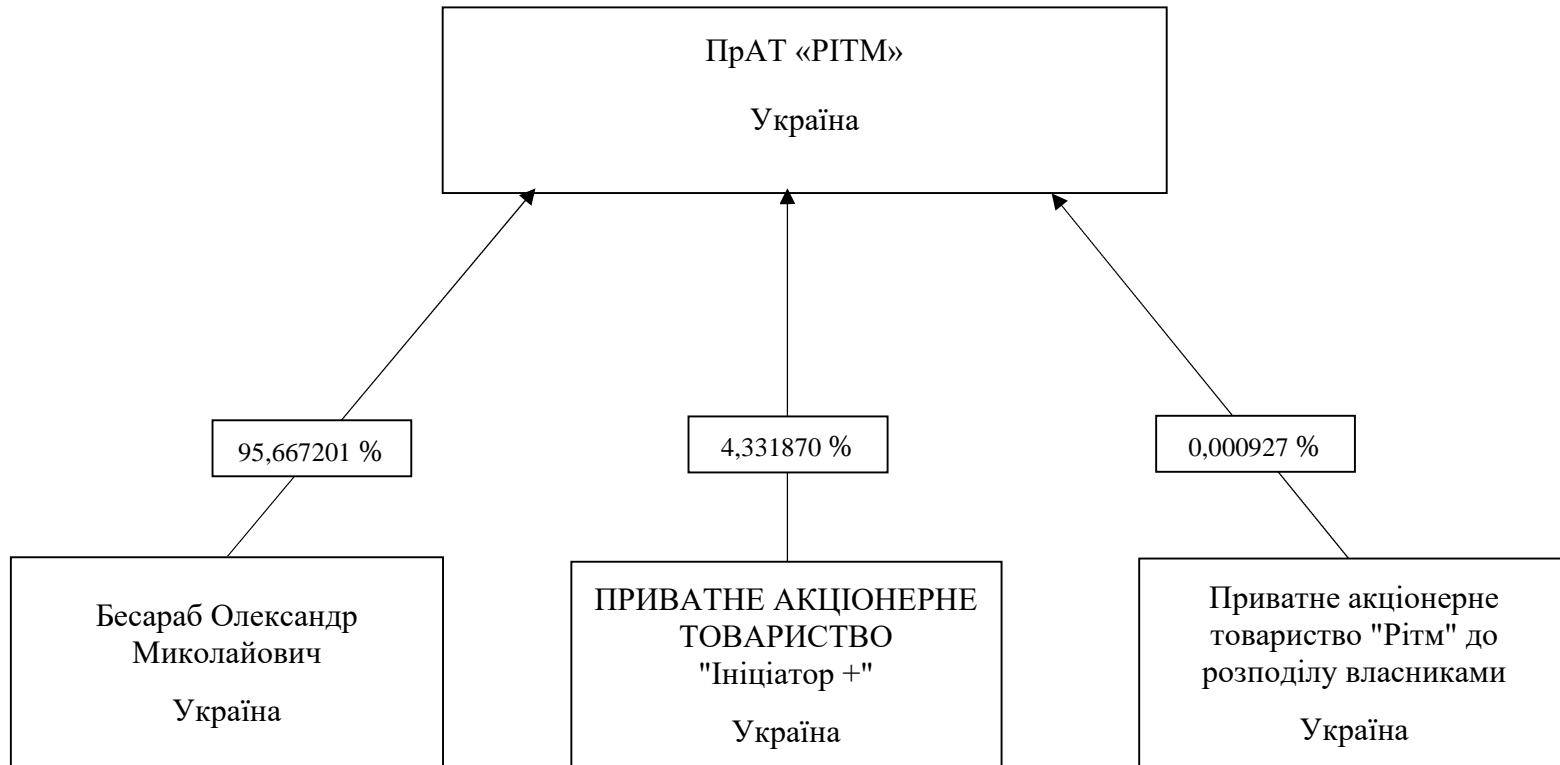 ПрАТ «РІТМ»
Україна
95,667201 %
4,331870 %
0,000927 %
Бесараб Олександр
Миколайович
Україна
ПРИВАТНЕ АКЦІОНЕРНЕ
ТОВАРИСТВО
"Ініціатор +"
Україна
Приватне акціонерне
товариство "Рітм" до
розподілу власниками
Україна